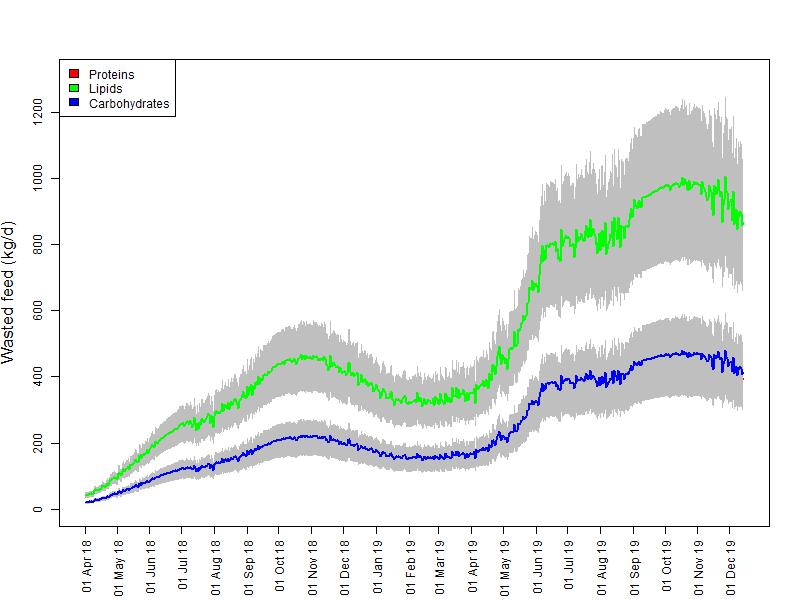 Proteins
Lipids
Carbohydrates
Wasted feed (kg/d)
1200
1000
800
600
400
200
0
01 Apr 18
01 May 18
01 Jun 18
01 Jul 18
01 Aug 18
01 Sep 18
01 Oct 18
01 Nov 18
01 Dec 18
01 Jan 19
01 Feb 19
01 Mar 19
01 Apr 19
01 May 19
01 Jun 19
01 Jul 19
01 Aug 19
01 Sep 19
01 Oct 19
01 Nov 19
01 Dec 19